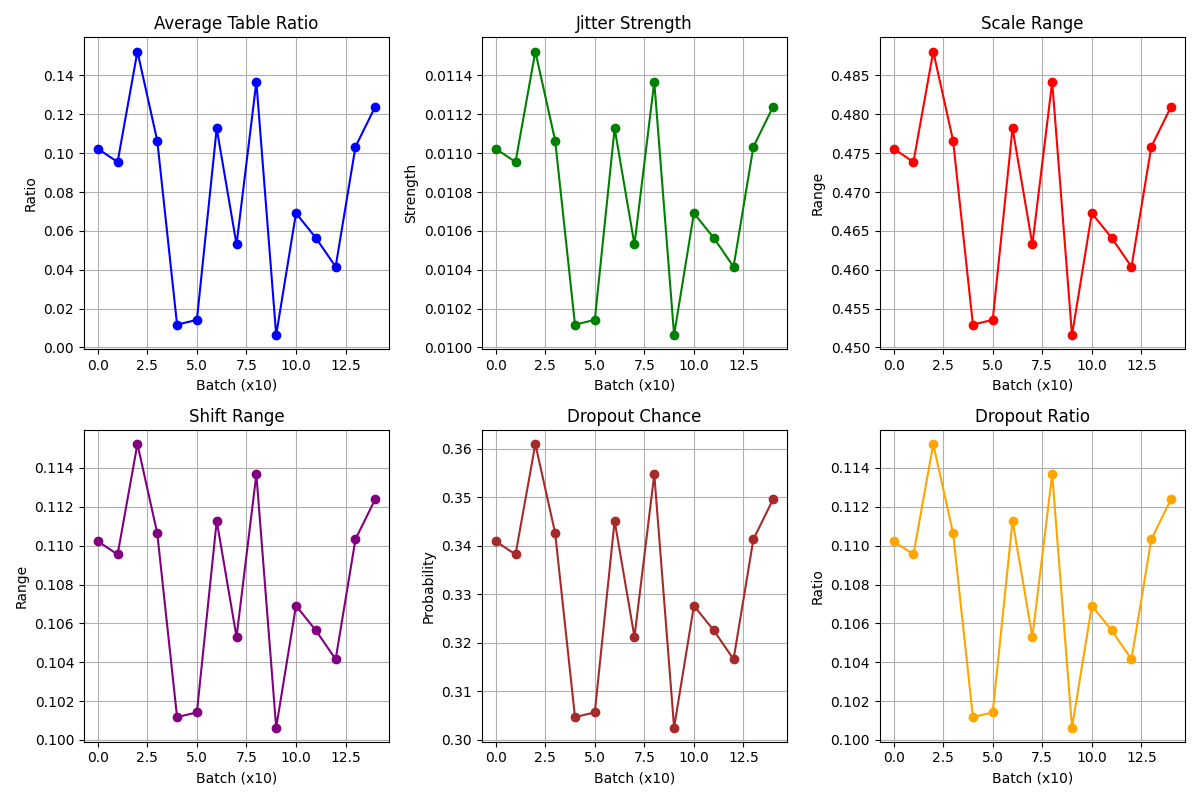 Average Table Ratio
Ratio
0.14
0.12
0.10
0.08
0.06
0.04
0.02
0.00
0.0 2.5 5.0 7.5 10.0 12.5
Batch (x10)
Jitter Strength
Strength
0.0114
0.0112
0.0110
0.0108
0.0106
0.0104
0.0102
0.0100
0.0 2.5 5.0 7.5 10.0 12.5
Batch (x10)
Scale Range
Range
0.485
0.480
0.475
0.470
0.465
0.460
0.455
0.450
0.0 2.5 5.0 7.5 10.0 12.5
Batch (x10)
Shift Range
Range
0.114
0.112
0.110
0.108
0.106
0.104
0.102
0.100
0.0 2.5 5.0 7.5 10.0 12.5
Batch (x10)
Dropout Chance
Probability
0.36
0.35
0.34
0.33
0.32
0.31
0.30
0.0 2.5 5.0 7.5 10.0 12.5
Batch (x10)
Dropout Ratio
Ratio
0.114
0.112
0.110
0.108
0.106
0.104
0.102
0.100
0.0 2.5 5.0 7.5 10.0 12.5
Batch (x10)